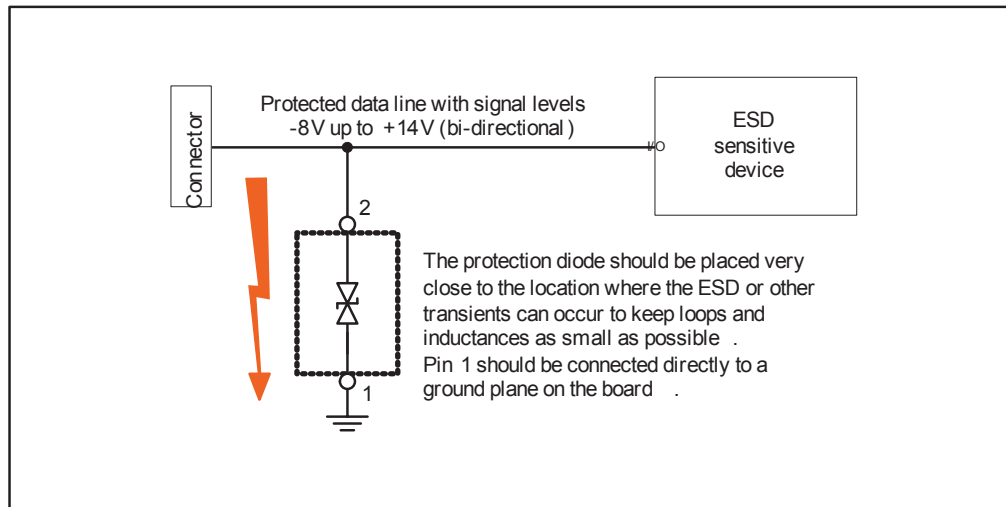 Connector
Protected data line with signal levels
-8V up to +14V (bi-directional)
I/O
ESD
sensitive
device
2
The protection diode should be placed very
close to the location where the ESD or other
transients can occur to keep loops and
inductances as small as possible .
Pin 1 should be connected directly to a
ground plane on the board .
1